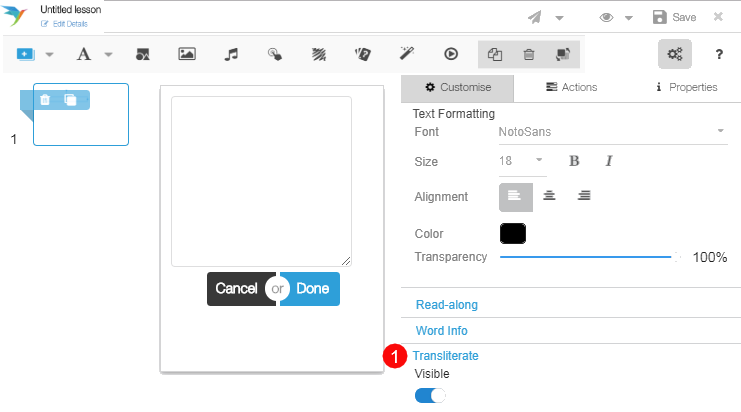 Untitled lesson
Edit Details
A
Save
?
Customise
Actions
Properties
1
Text Formatting
Font NotoSans
Size 18 B I
Alignment
Color
Transparency 100%
Cancel or Done
Read-along
Word Info
1 Transliterate
Visible